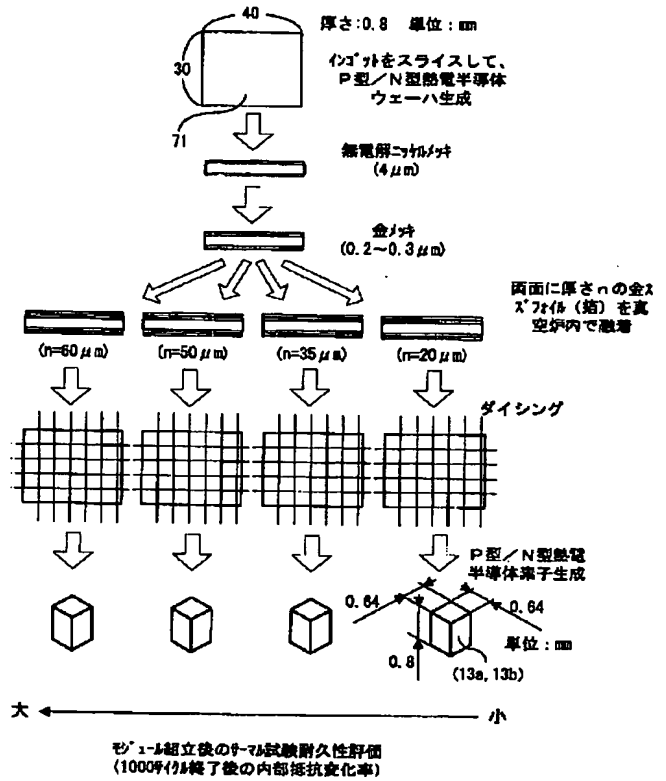 40
厚さ:0.8 単位:mm
30
インゴットをスライスして、
P型/N型熱電半導体
ウェーハ生成
71
無電解ニッケルメッキ
(4μm)
金メッキ
(0.2~0.3μm)
両面に厚さnの金ス
ズフォイル(箔)を真
空炉内で融着
(n=60μm)
(n=50μm)
(n=35μm)
(n=20μm)
ダイシング
P型/N型熱電
半導体素子生成
0.64
0.64
単位:mm
0.8
(13a,13b)
大
小
モジュール組立後のサーマル試験耐久性評価
(1000サイクル終了後の内部抵抗変化率)